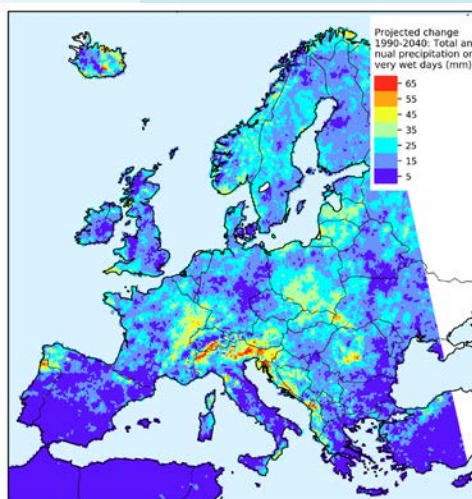 Projected change
1990-2040: Total an
nual precipitation on
very wet days (mm)
65
55
45
35
25
15
5